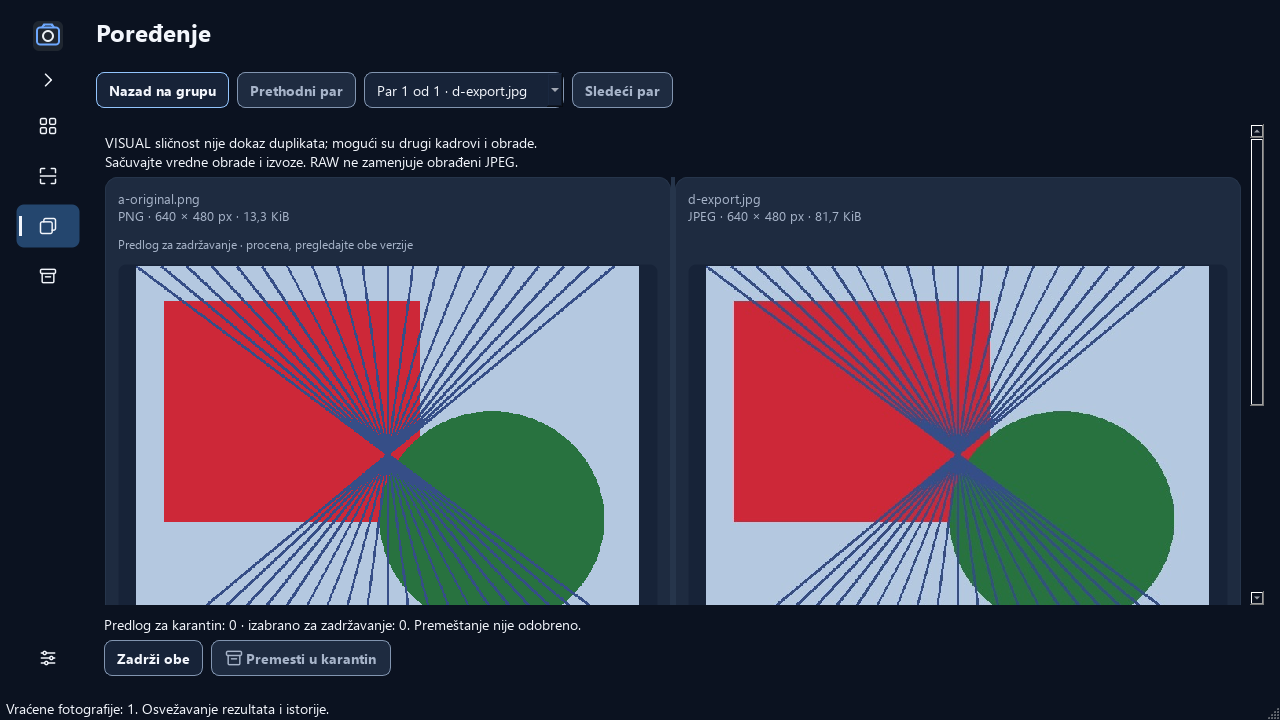 Poređenje
Nazad na grupu
Prethodni par
Par 1 od 1 · d-export.jpg
Sledeći par
VISUAL sličnost nije dokaz duplikata; mogući su drugi kadrovi i obrade.
Sačuvajte vredne obrade i izvoze. RAW ne zamenjuje obrađeni JPEG.
a-original.png
PNG · 640 × 480 px · 13,3 KiB
Predlog za zadržavanje · procena, pregledajte obe verzije
d-export.jpg
JPEG · 640 × 480 px · 81,7 KiB
Predlog za karantin: 0 · izabrano za zadržavanje: 0. Premeštanje nije odobreno.
Zadrži obe
Premesti u karantin
Vraćene fotografije: 1. Osvežavanje rezultata i istorije.